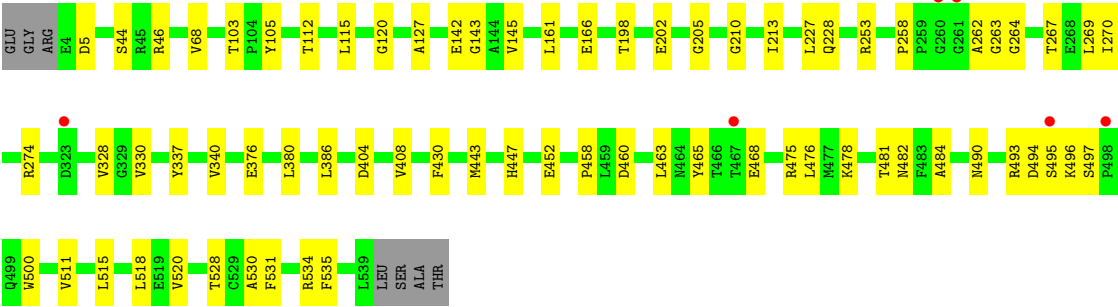 GLU GLY ARG E4 D5 S44 R45 R46 V68 T103 P104 Y105 T112 L115 G120 A127 E142 G143 A144 V145 L161 E166 T198 E202 G205 G210 I213 L227 Q228 R253 P258 P259 G260 G261 A262 G263 G264 T267 E268 L269 I270
R274 D323 V328 G329 V330 Y337 V340 E376 L380 L386 D404 V408 F430 M443 H447 E452 P458 L459 D460 L463 N464 Y465 T466 T467 E468 R475 L476 M477 K478 T481 N482 F483 A484 N490 R493 D494 S495 K496 S497 P498
Q499 W500 V511 L515 L518 E519 V520 T528 C529 A530 F531 R534 F535 L539 LEU SER ALA THR